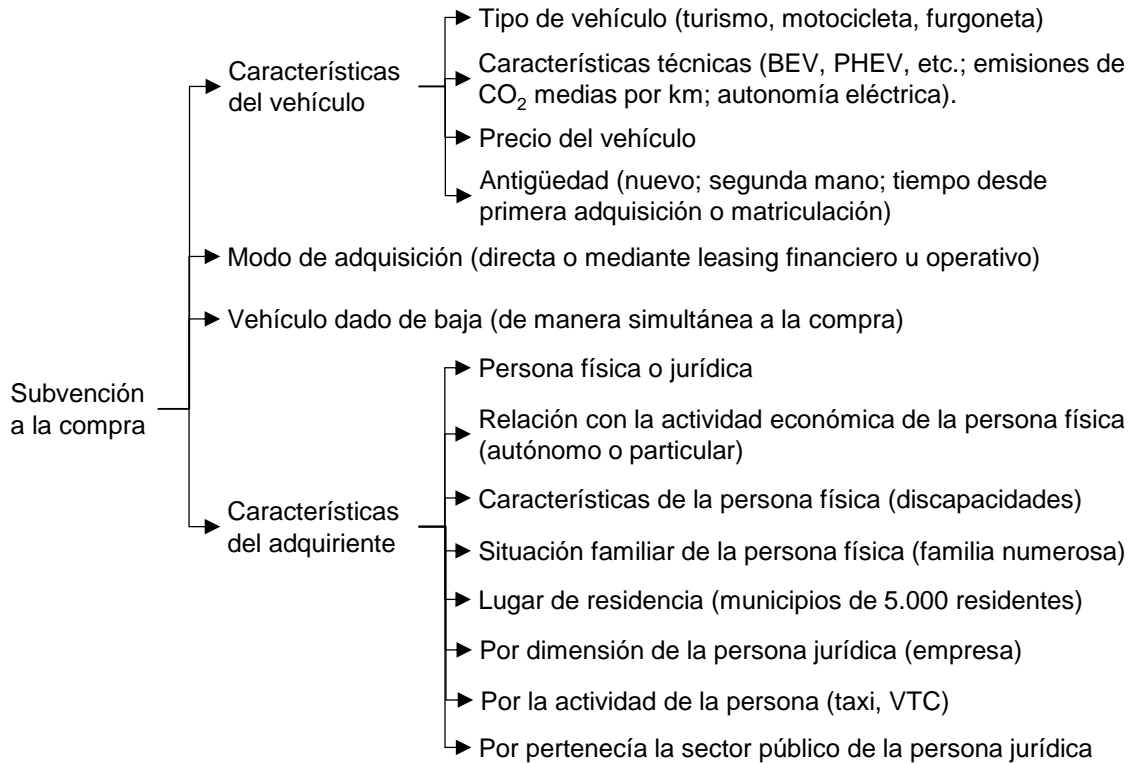 Subvención
a la compra
Características
del vehículo
Tipo de vehículo (turismo, motocicleta, furgoneta)
Características técnicas (BEV, PHEV, etc.; emisiones de
CO₂ medias por km; autonomía eléctrica).
Precio del vehículo
Antigüedad (nuevo; segunda mano; tiempo desde
primera adquisición o matriculación)
Modo de adquisición (directa o mediante leasing financiero u operativo)
Vehículo dado de baja (de manera simultánea a la compra)
Características
del adquiriente
Persona física o jurídica
Relación con la actividad económica de la persona física
(autónomo o particular)
Características de la persona física (discapacidades)
Situación familiar de la persona física (familia numerosa)
Lugar de residencia (municipios de 5.000 residentes)
Por dimensión de la persona jurídica (empresa)
Por la actividad de la persona (taxi, VTC)
Por pertenecía la sector público de la persona jurídica